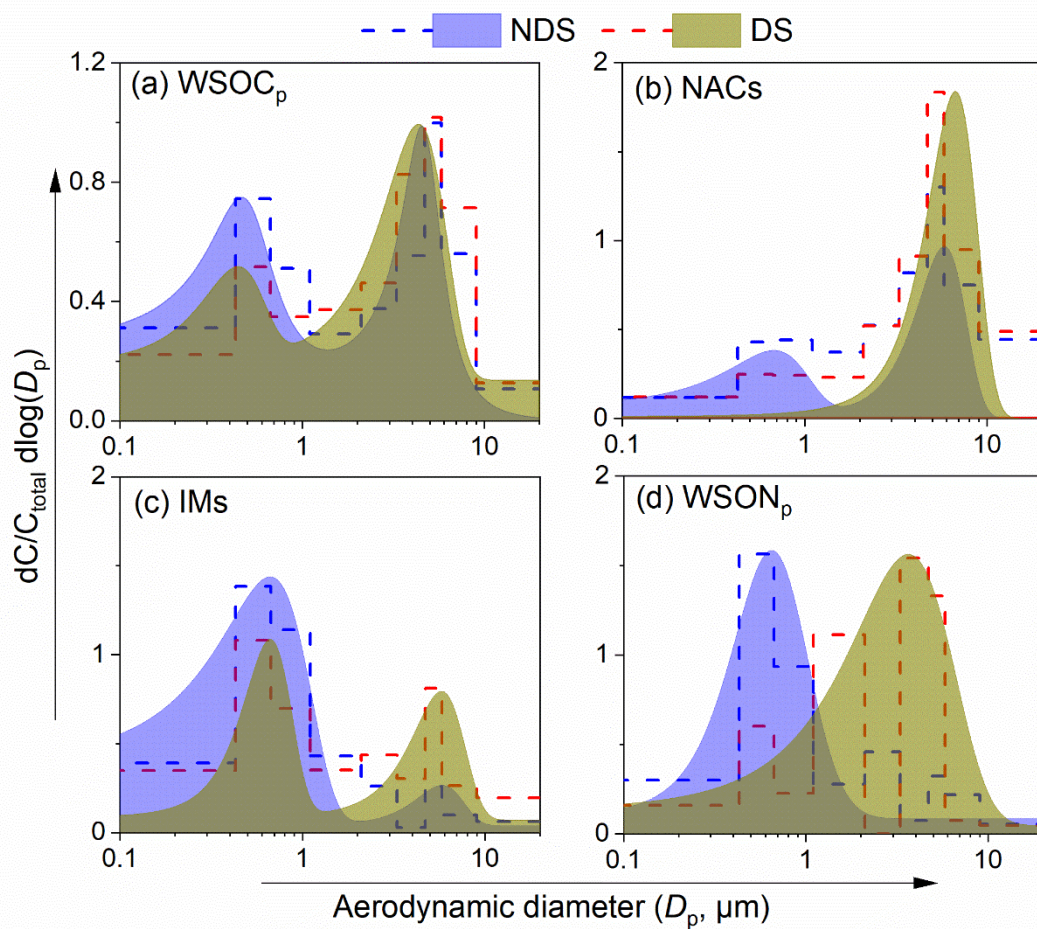 NDS DS
(a) WSOCp
1.2
0.8
0.4
0.0
0.1 1 10
(b) NACs
2
1
0
0.1 1 10
(c) IMs
2
1
0
0.1 1 10
(d) WSONp
2
1
0
0.1 1 10
dC/Ctotal dlog(Dp)
Aerodynamic diameter (Dp, μm)